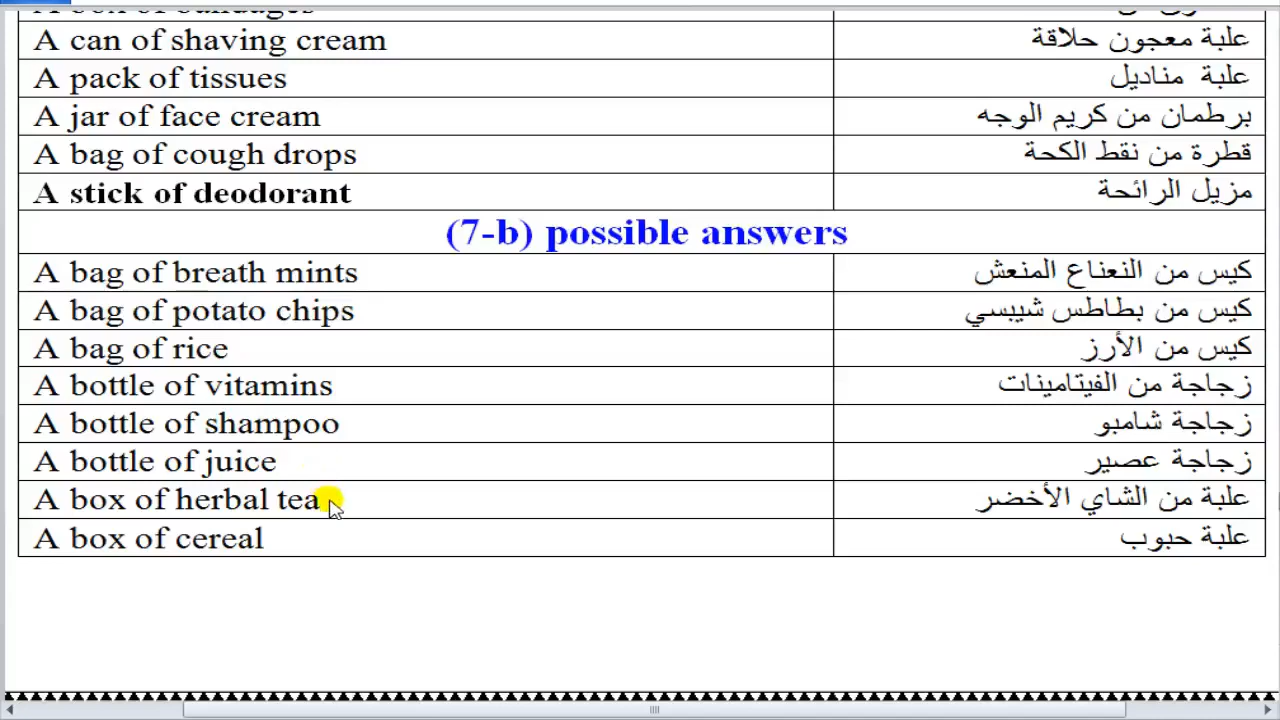 A can of shaving cream علبة معجون حلاقة
A pack of tissues علبة مناديل
A jar of face cream برطمان من كريم الوجه
A bag of cough drops قطرة من نقط الكحة
A stick of deodorant مزيل الرائحة
(7-b) possible answers
A bag of breath mints كيس من النعناع المنعش
A bag of potato chips كيس من بطاطس شيبسي
A bag of rice كيس من الأرز
A bottle of vitamins زجاجة من الفيتامينات
A bottle of shampoo زجاجة شامبو
A bottle of juice زجاجة عصير
A box of herbal tea علبة من الشاي الأخضر
A box of cereal علبة حبوب